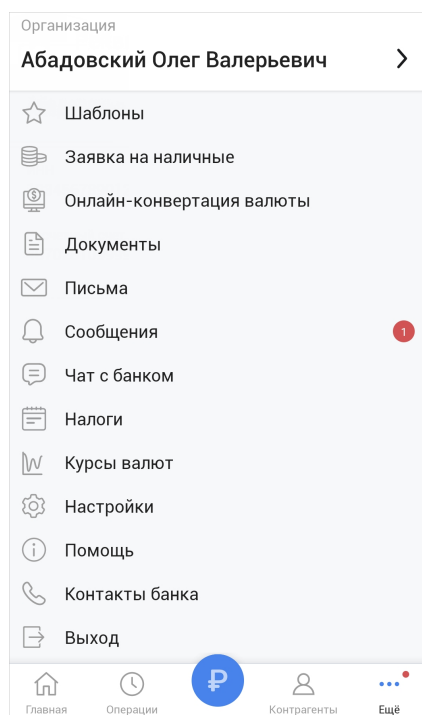 Организация
Абадовский Олег Валерьевич
Шаблоны
Заявка на наличные
Онлайн-конвертация валюты
Документы
Письма
Сообщения 1
Чат с банком
Налоги
Курсы валют
Настройки
Помощь
Контакты банка
Выход
₽
Главная Операции Контрагенты Ещё